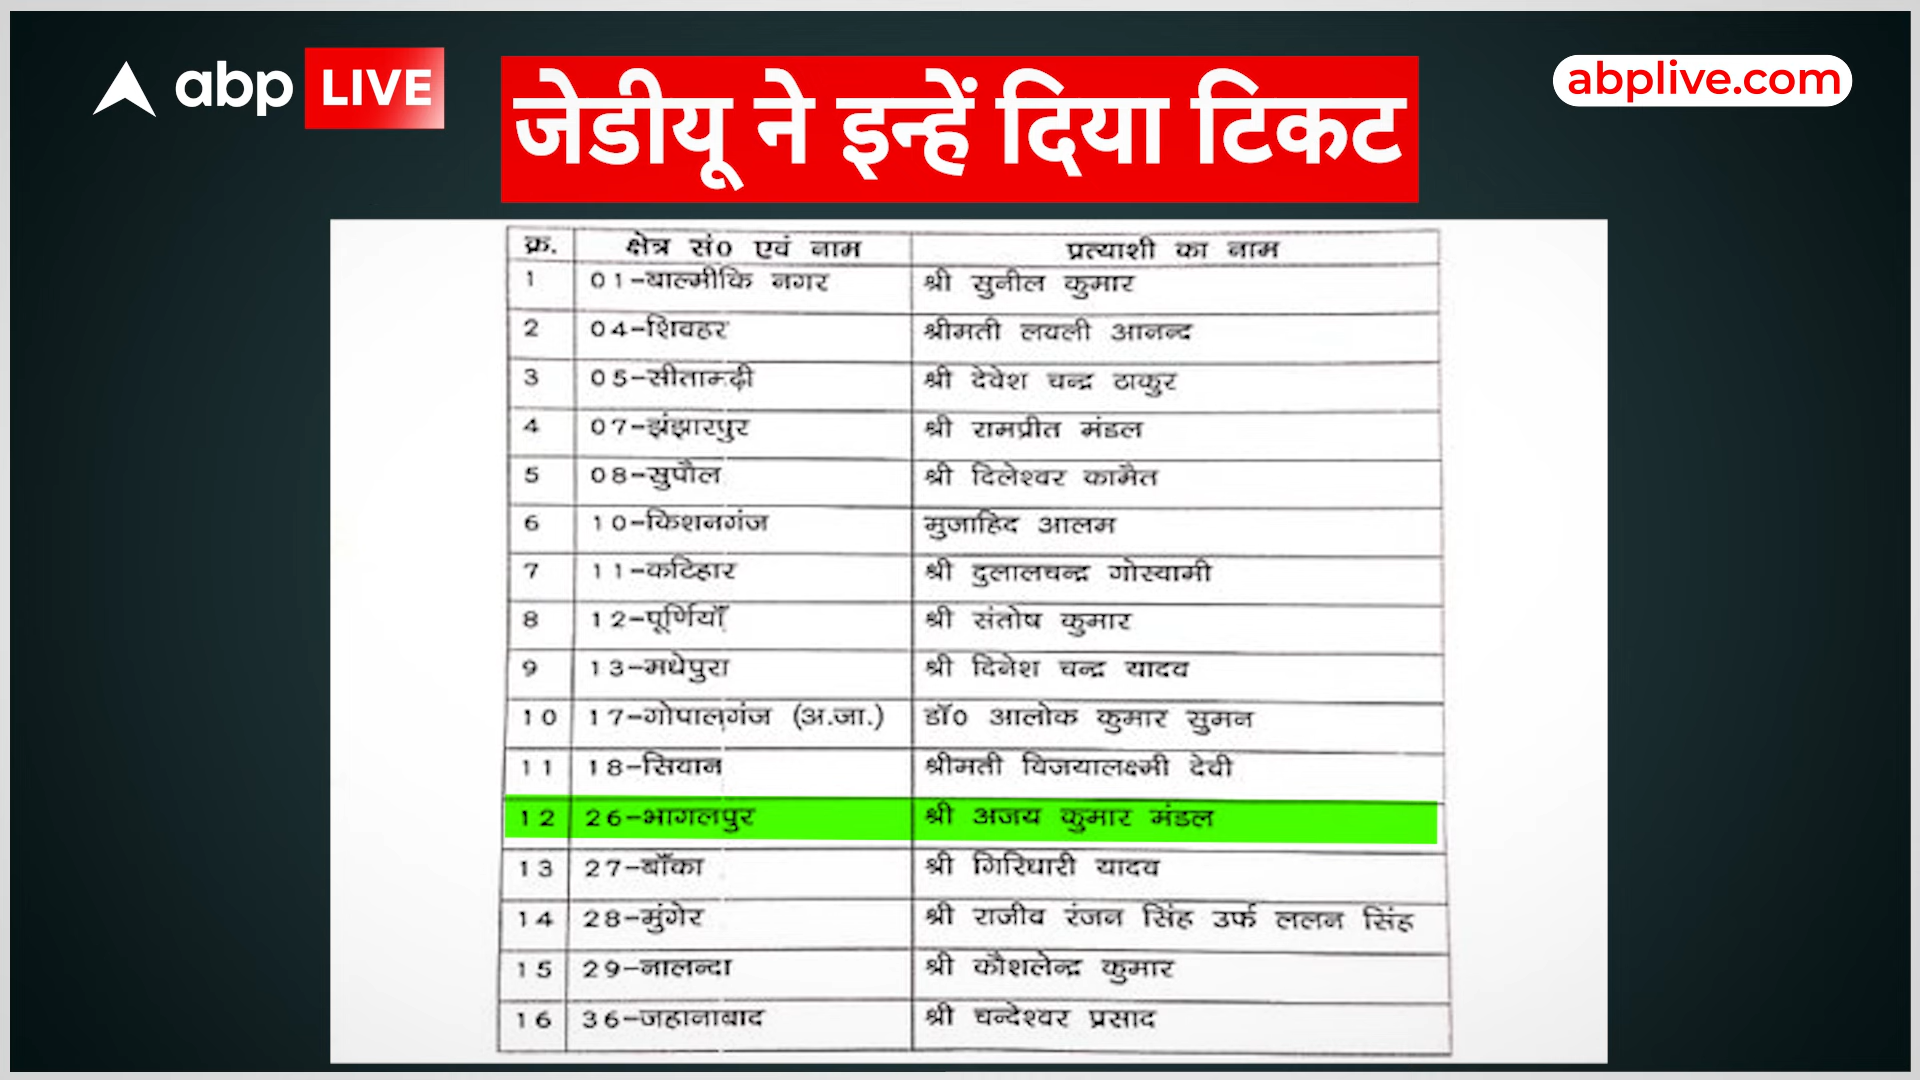 abp LIVE
जेडीयू ने इन्हें दिया टिकट
abplive.com
क्र. क्षेत्र सं0 एवं नाम प्रत्याशी का नाम
1 01-बाल्मीकि नगर श्री सुनील कुमार
2 04-शिवहर श्रीमती लवली आनन्द
3 05-सीतामढ़ी श्री देवेश चन्द्र ठाकुर
4 07-झंझारपुर श्री रामप्रीत मंडल
5 08-सुपौल श्री दिलेश्वर कामैत
6 10-किशनगंज मुजाहिद आलम
7 11-कटिहार श्री दुलालचन्द्र गोस्वामी
8 12-पूर्णियाँ श्री संतोष कुमार
9 13-मधेपुरा श्री दिनेश चन्द्र यादव
10 17-गोपालगंज (अ.जा.) डॉ0 आलोक कुमार सुमन
11 18-सिवान श्रीमती विजयालक्ष्मी देवी
12 26-भागलपुर श्री अजय कुमार मंडल
13 27-बाँका श्री गिरिधारी यादव
14 28-मुंगेर श्री राजीव रंजन सिंह उर्फ ललन सिंह
15 29-नालन्दा श्री कौशलेन्द्र कुमार
16 36-जहानाबाद श्री चन्देश्वर प्रसाद